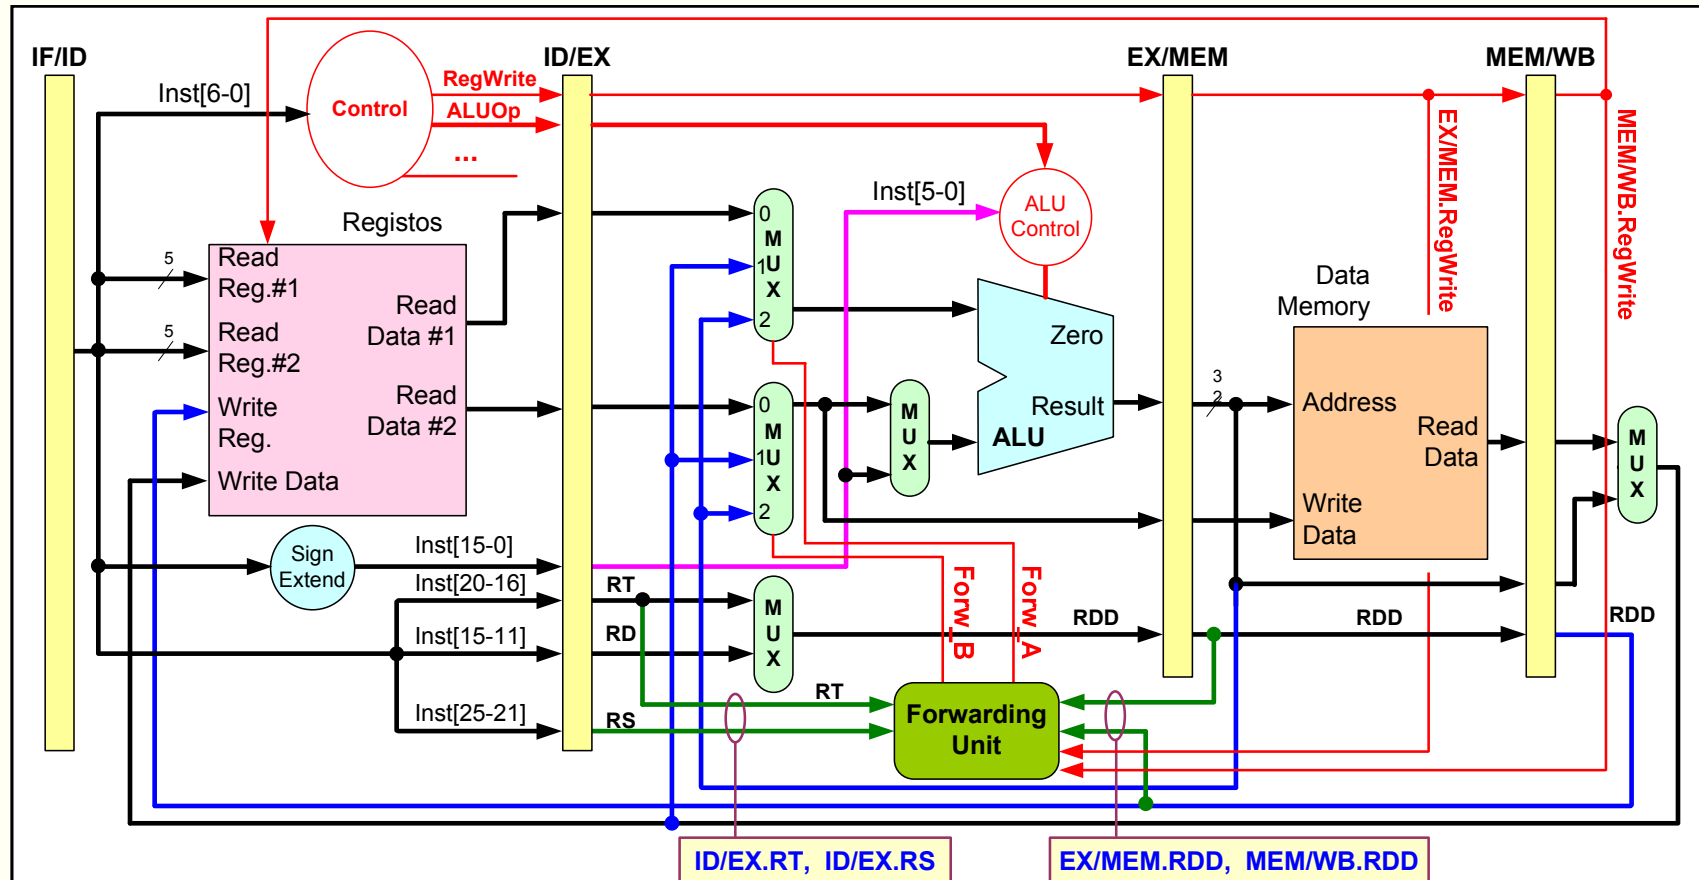 IF/ID
ID/EX
EX/MEM
MEM/WB
Inst[6-0]
Control
RegWrite
ALUOp
...
EX/MEM.RegWrite
MEM/WB.RegWrite
Inst[5-0]
ALU
Control
Registos
5
Read
Reg.#1
5
Read
Reg.#2
Write
Reg.
Write Data
Read
Data #1
Read
Data #2
0
M
1
U
X
2
0
M
1
U
X
2
M
U
X
Zero
Result
ALU
3
2
Data
Memory
Address
Read
Data
Write
Data
M
U
X
Sign
Extend
Inst[15-0]
Inst[20-16]
Inst[15-11]
Inst[25-21]
RT
RD
RS
M
U
X
RT
Forw_B
Forw_A
RDD
RDD
RDD
Forwarding
Unit
ID/EX.RT, ID/EX.RS
EX/MEM.RDD, MEM/WB.RDD